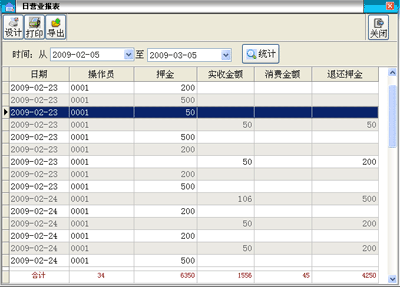 日营业报表
设计 打印 导出 关闭
时间：从 2009-02-05 至 2009-03-05 统计
日期 操作员 押金 实收金额 消费金额 退还押金
2009-02-23 0001 200
2009-02-23 0001 500
2009-02-23 0001 50
2009-02-23 0001 50 50
2009-02-23 0001 500
2009-02-23 0001 200
2009-02-23 0001 50 200
2009-02-23 0001 200
2009-02-23 0001 500
2009-02-24 0001 106 500
2009-02-24 0001 200
2009-02-24 0001 50 200
2009-02-24 0001 200
2009-02-24 0001 50 200
2009-02-24 0001 500
合计 34 6350 1556 45 4250